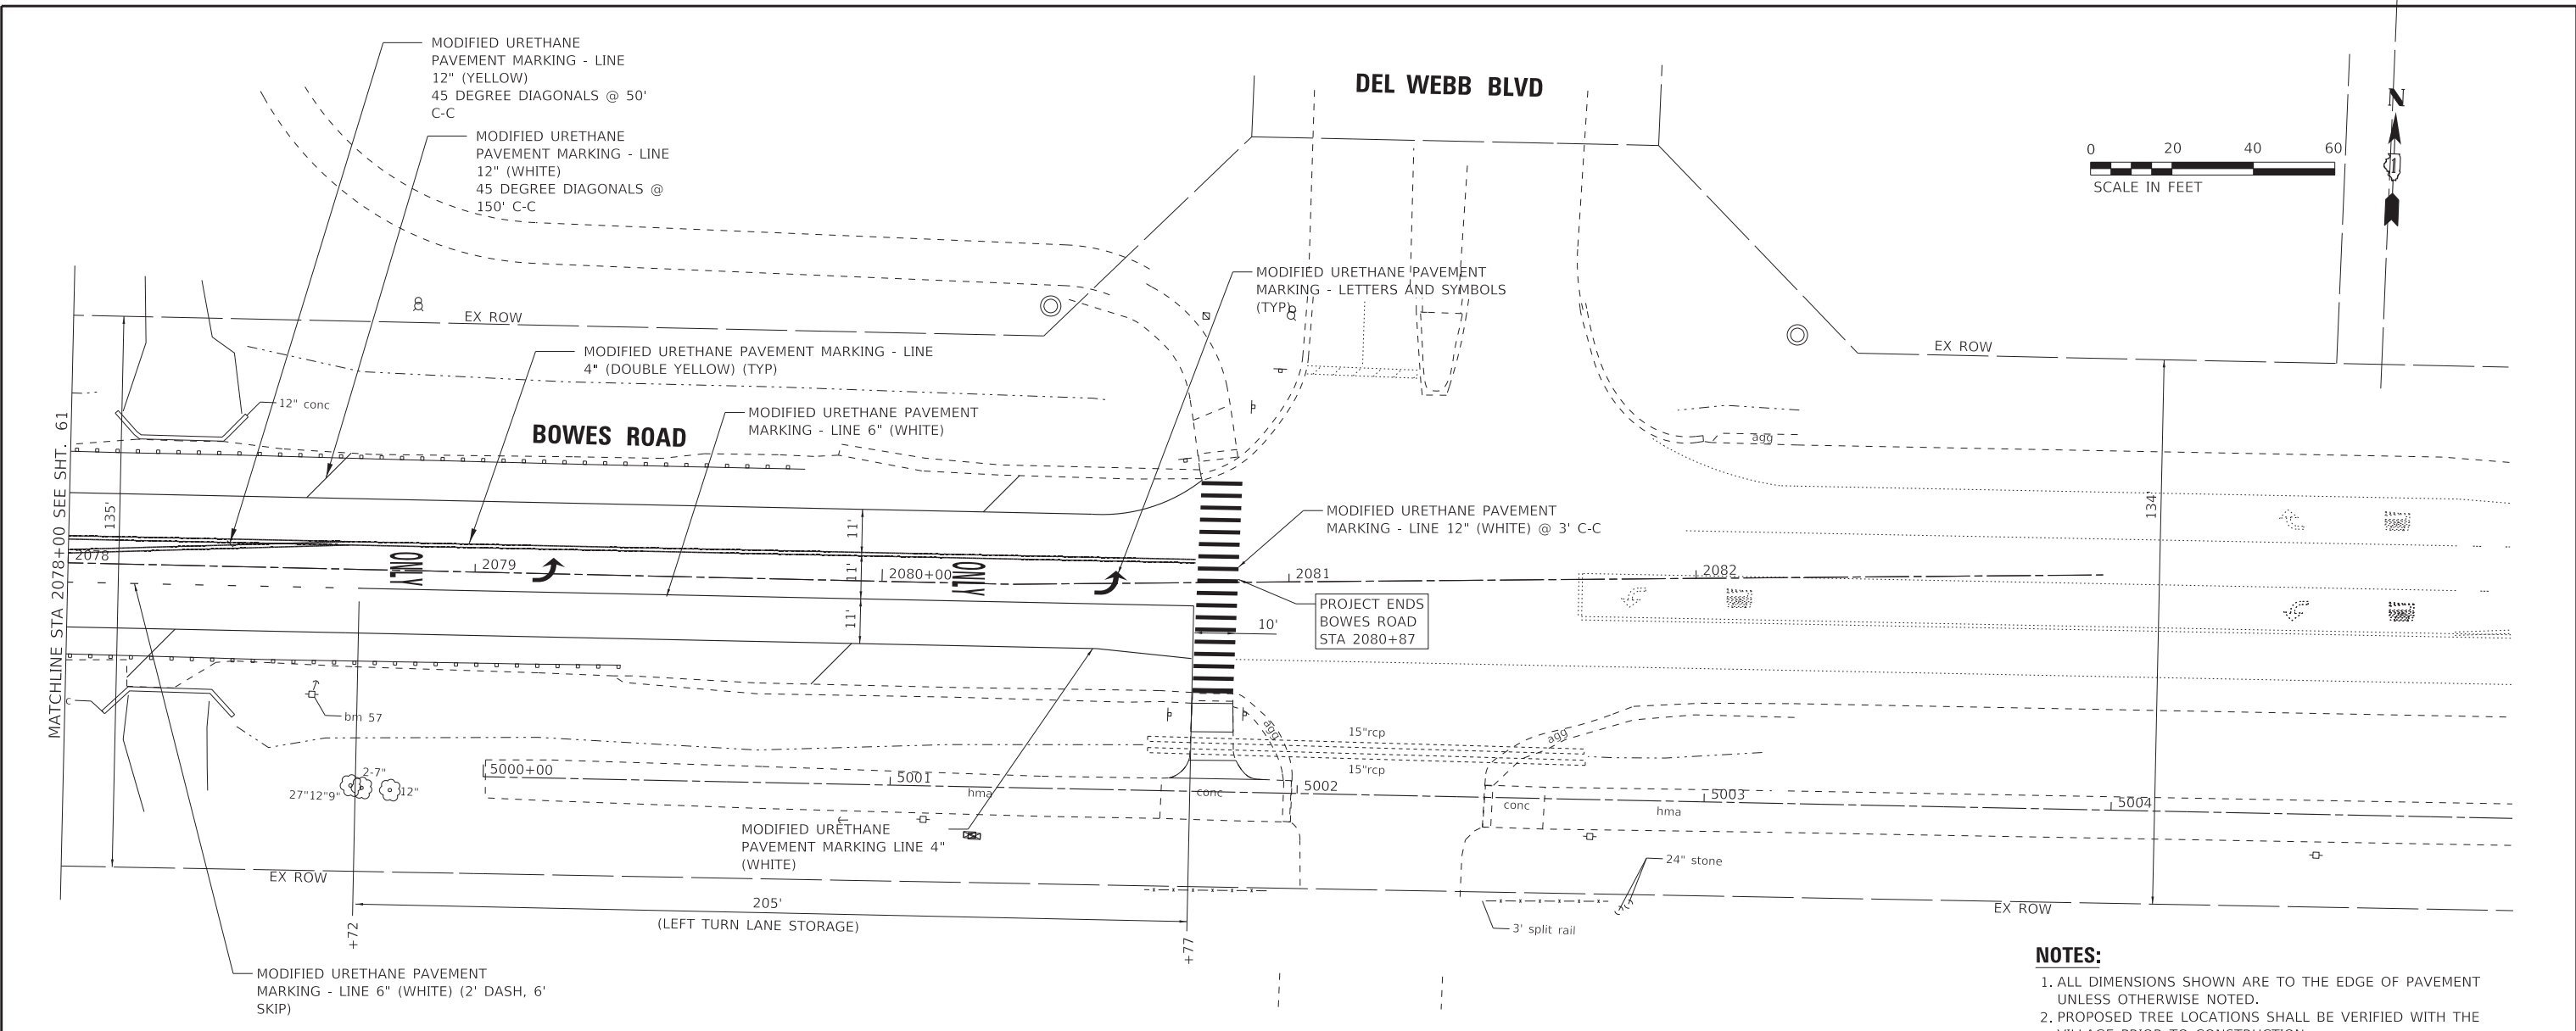 MODIFIED URETHANE
PAVEMENT MARKING - LINE
12" (YELLOW)
45 DEGREE DIAGONALS @ 50'
C-C
MODIFIED URETHANE
PAVEMENT MARKING - LINE
12" (WHITE)
45 DEGREE DIAGONALS @
150' C-C
DEL WEBB BLVD
N
1
0 20 40 60
SCALE IN FEET
MODIFIED URETHANE PAVEMENT
MARKING - LETTERS AND SYMBOLS
(TYP)
EX ROW
EX ROW
MODIFIED URETHANE PAVEMENT MARKING - LINE
4" (DOUBLE YELLOW) (TYP)
12" conc
MODIFIED URETHANE PAVEMENT
MARKING - LINE 6" (WHITE)
BOWES ROAD
agg
MATCHLINE STA 2078+00 SEE SHT. 61
135'
134'
11'
11'
11'
MODIFIED URETHANE PAVEMENT
MARKING - LINE 12" (WHITE) @ 3' C-C
2078
ONLY
2079
2080+00
ONLY
2081
2082
PROJECT ENDS
BOWES ROAD
STA 2080+87
10'
c
bm 57
agg
15"rcp
agg
15"rcp
2-7"
27"12"9"
12"
5000+00
5001
hma
conc
5002
conc
5003
hma
5004
MODIFIED URETHANE
PAVEMENT MARKING LINE 4"
(WHITE)
24" stone
EX ROW
EX ROW
205'
(LEFT TURN LANE STORAGE)
+72
+77
3' split rail
MODIFIED URETHANE PAVEMENT
MARKING - LINE 6" (WHITE) (2' DASH, 6'
SKIP)
NOTES:
1. ALL DIMENSIONS SHOWN ARE TO THE EDGE OF PAVEMENT
UNLESS OTHERWISE NOTED.
2. PROPOSED TREE LOCATIONS SHALL BE VERIFIED WITH THE
VILLAGE PRIOR TO CONSTRUCTION